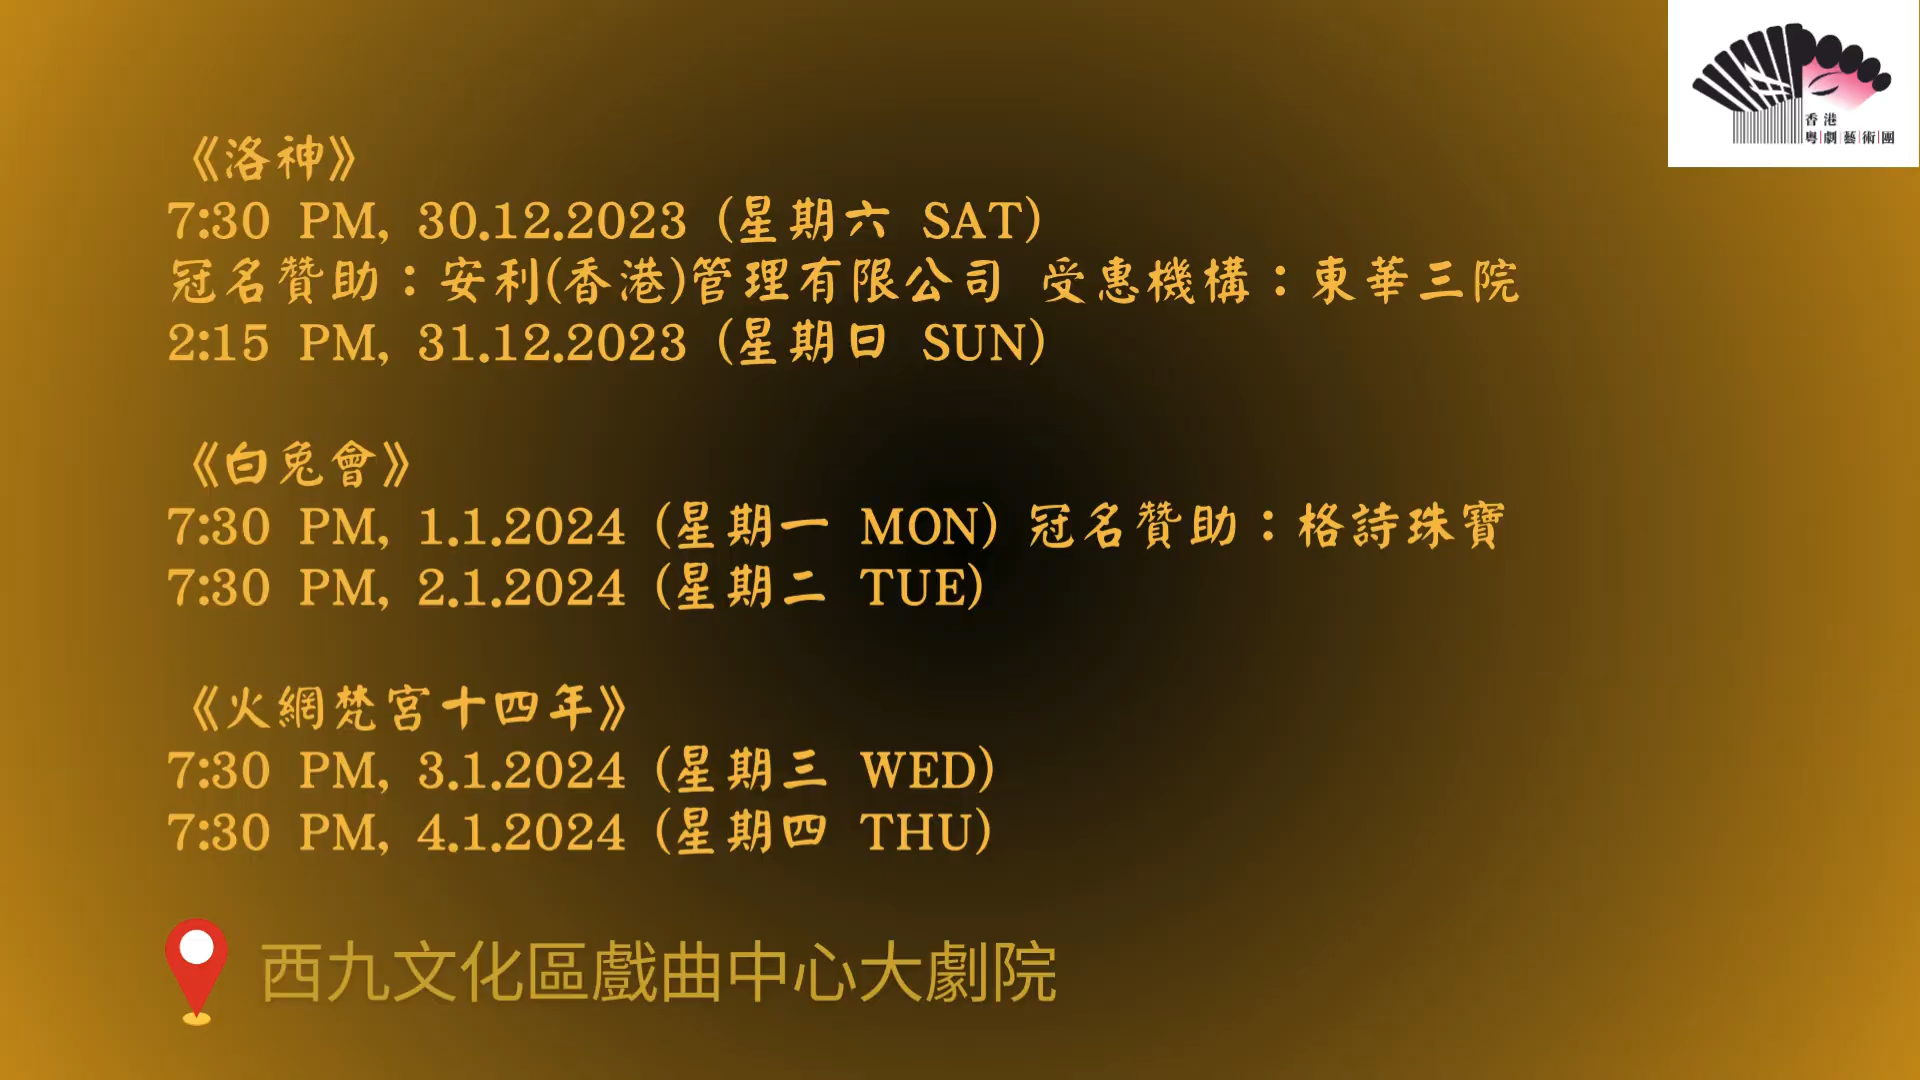 香港
粵劇藝術團
《洛神》
7:30 PM, 30.12.2023 (星期六 SAT)
冠名贊助：安利(香港)管理有限公司 受惠機構：東華三院
2:15 PM, 31.12.2023 (星期日 SUN)
《白兎會》
7:30 PM, 1.1.2024 (星期一 MON) 冠名贊助：格詩珠寶
7:30 PM, 2.1.2024 (星期二 TUE)
《火網梵宮十四年》
7:30 PM, 3.1.2024 (星期三 WED)
7:30 PM, 4.1.2024 (星期四 THU)
西九文化區戲曲中心大劇院